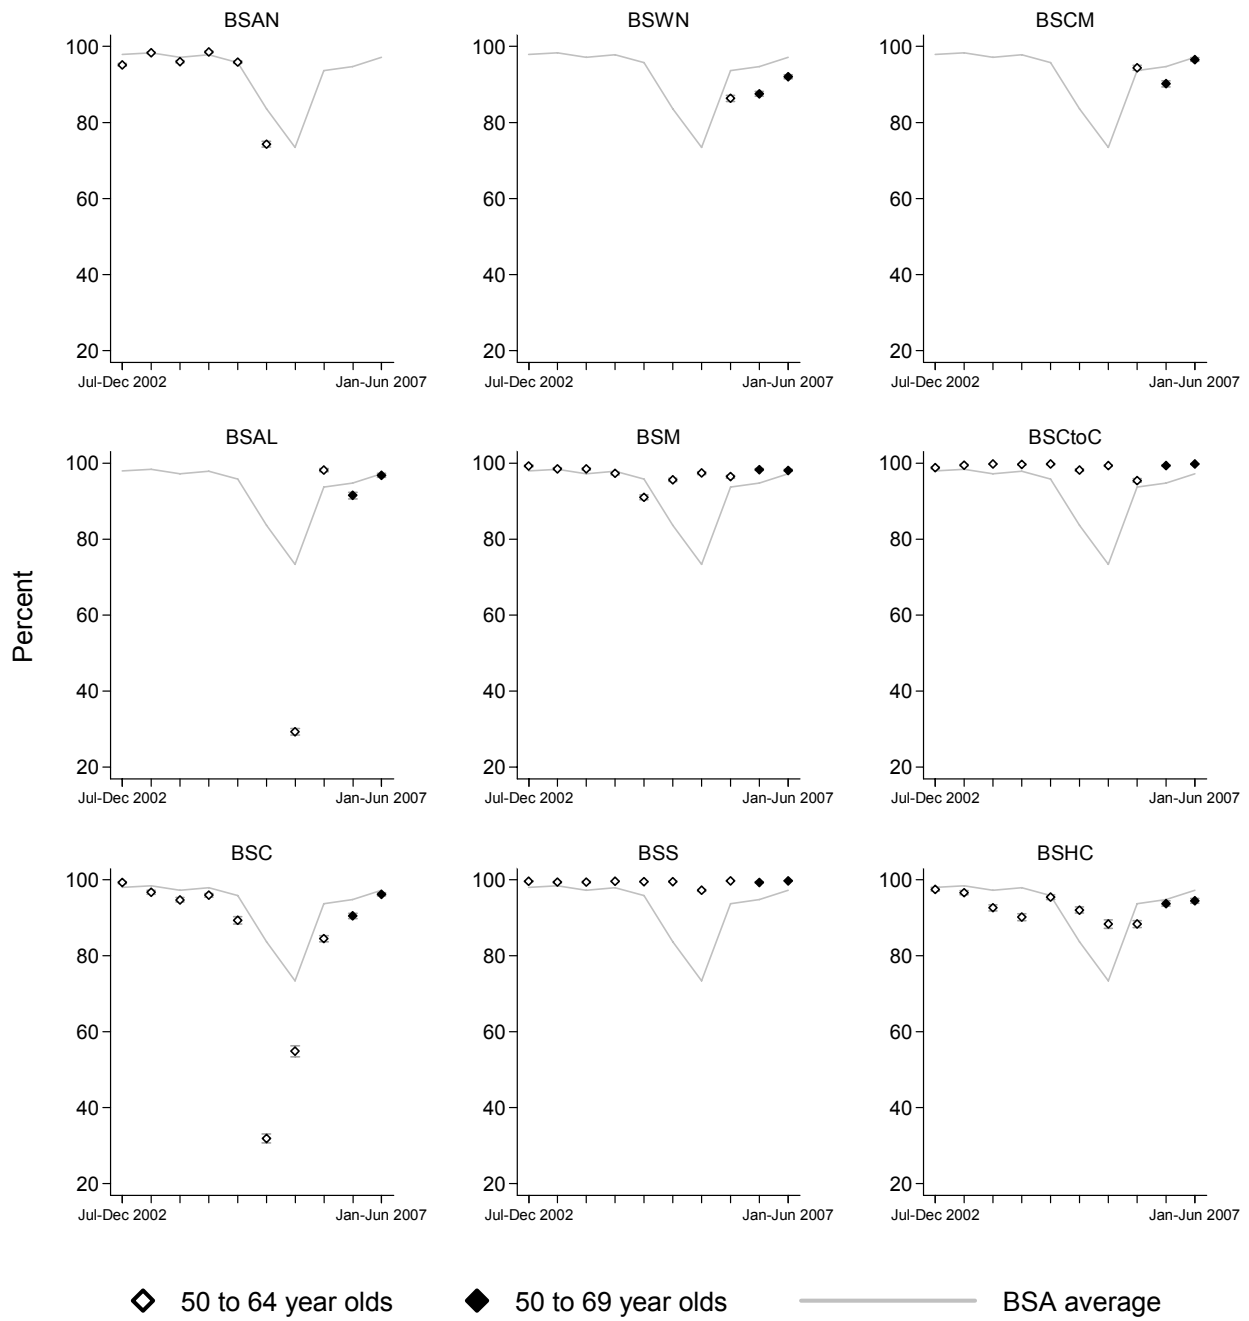 BSAN
BSWN
BSCM
100
80
60
40
20
Jul-Dec 2002
Jan-Jun 2007
100
80
60
40
20
Jul-Dec 2002
Jan-Jun 2007
100
80
60
40
20
Jul-Dec 2002
Jan-Jun 2007
BSAL
BSM
BSCtoC
100
80
60
40
20
Jul-Dec 2002
Jan-Jun 2007
100
80
60
40
20
Jul-Dec 2002
Jan-Jun 2007
100
80
60
40
20
Jul-Dec 2002
Jan-Jun 2007
Percent
BSC
BSS
BSHC
100
80
60
40
20
Jul-Dec 2002
Jan-Jun 2007
100
80
60
40
20
Jul-Dec 2002
Jan-Jun 2007
100
80
60
40
20
Jul-Dec 2002
Jan-Jun 2007
50 to 64 year olds
50 to 69 year olds
BSA average